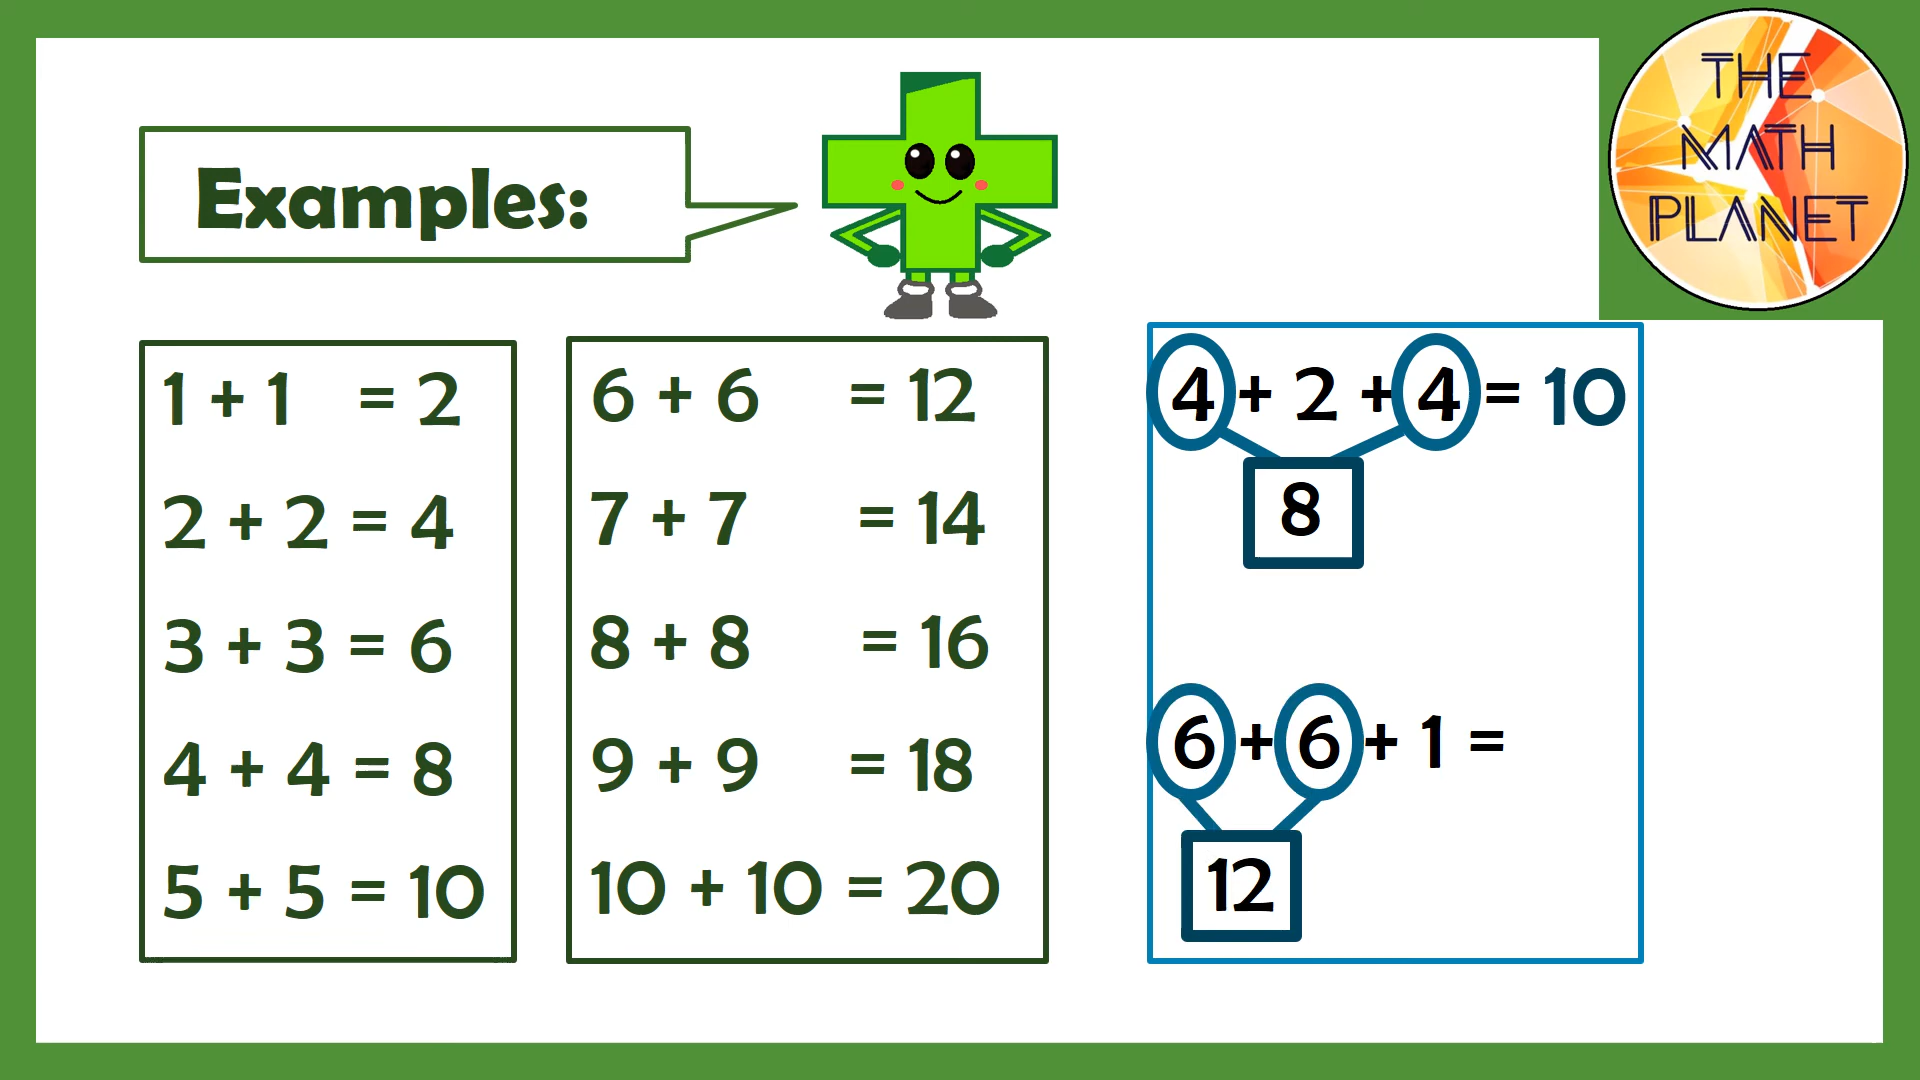 THE
MATH
PLANET
Examples:
1 + 1 = 2
2 + 2 = 4
3 + 3 = 6
4 + 4 = 8
5 + 5 = 10
6 + 6 = 12
7 + 7 = 14
8 + 8 = 16
9 + 9 = 18
10 + 10 = 20
4 + 2 + 4 = 10
8
6 + 6 + 1 =
12